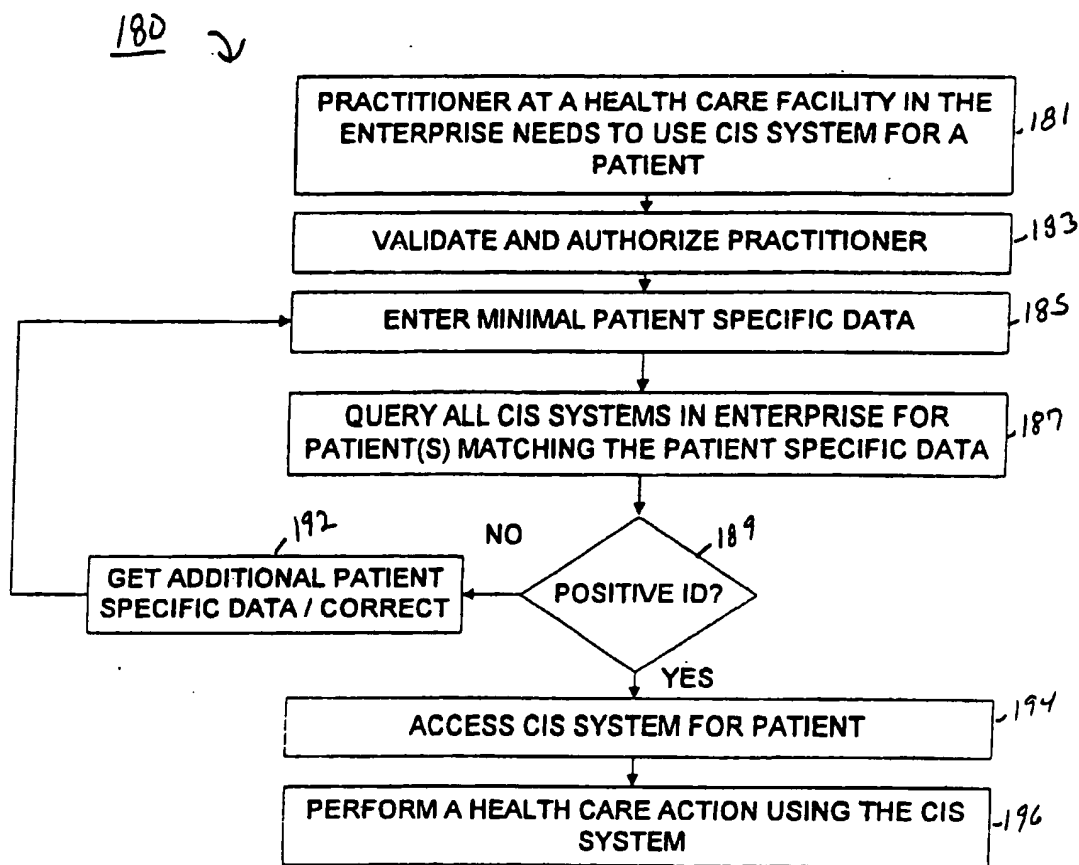 180
PRACTITIONER AT A HEALTH CARE FACILITY IN THE
ENTERPRISE NEEDS TO USE CIS SYSTEM FOR A
PATIENT
181
VALIDATE AND AUTHORIZE PRACTITIONER
183
ENTER MINIMAL PATIENT SPECIFIC DATA
185
QUERY ALL CIS SYSTEMS IN ENTERPRISE FOR
PATIENT(S) MATCHING THE PATIENT SPECIFIC DATA
187
192
NO
189
GET ADDITIONAL PATIENT
SPECIFIC DATA / CORRECT
POSITIVE ID?
YES
ACCESS CIS SYSTEM FOR PATIENT
194
PERFORM A HEALTH CARE ACTION USING THE CIS
SYSTEM
196